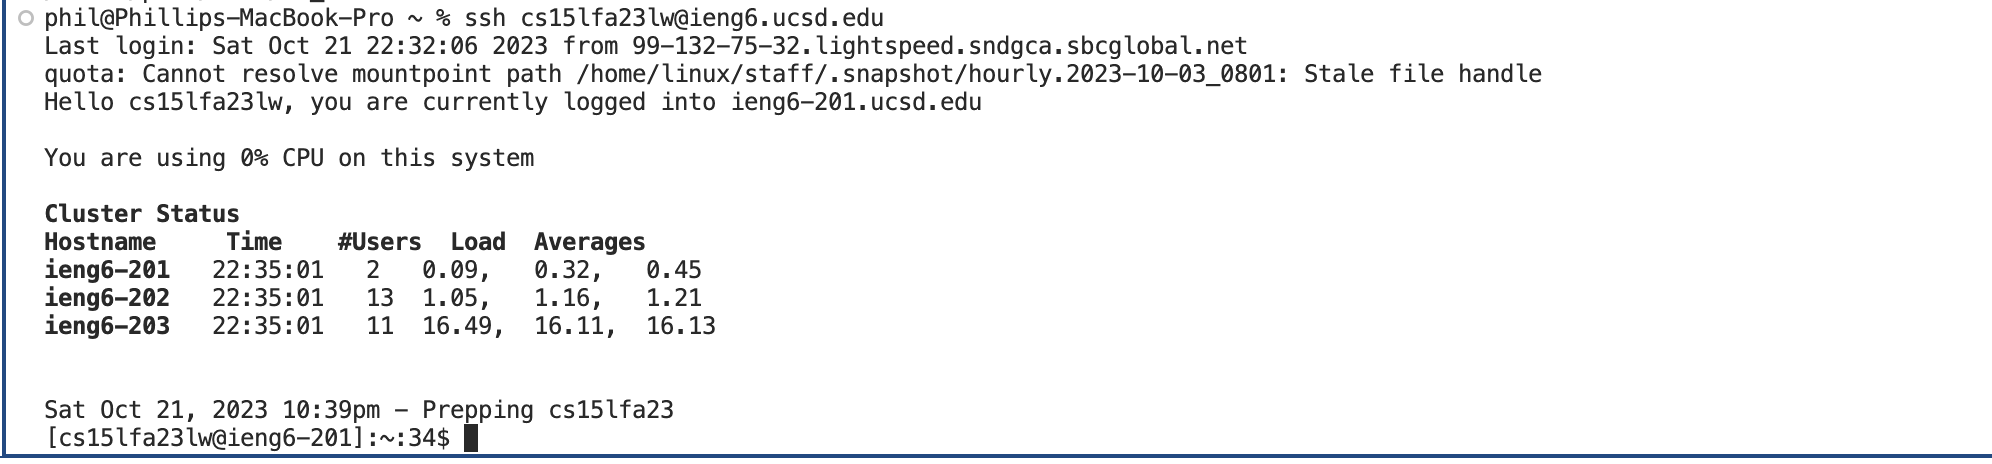 phil@Phillips-MacBook-Pro ~ % ssh cs15lfa23lw@ieng6.ucsd.edu
Last login: Sat Oct 21 22:32:06 2023 from 99-132-75-32.lightspeed.sndgca.sbcglobal.net
quota: Cannot resolve mountpoint path /home/linux/staff/.snapshot/hourly.2023-10-03_0801: Stale file handle
Hello cs15lfa23lw, you are currently logged into ieng6-201.ucsd.edu
You are using 0% CPU on this system
Cluster Status
Hostname     Time    #Users  Load  Averages
ieng6-201   22:35:01   2   0.09,   0.32,   0.45
ieng6-202   22:35:01   13  1.05,   1.16,   1.21
ieng6-203   22:35:01   11  16.49,  16.11,  16.13
Sat Oct 21, 2023 10:39pm - Prepping cs15lfa23
[cs15lfa23lw@ieng6-201]:~:34$